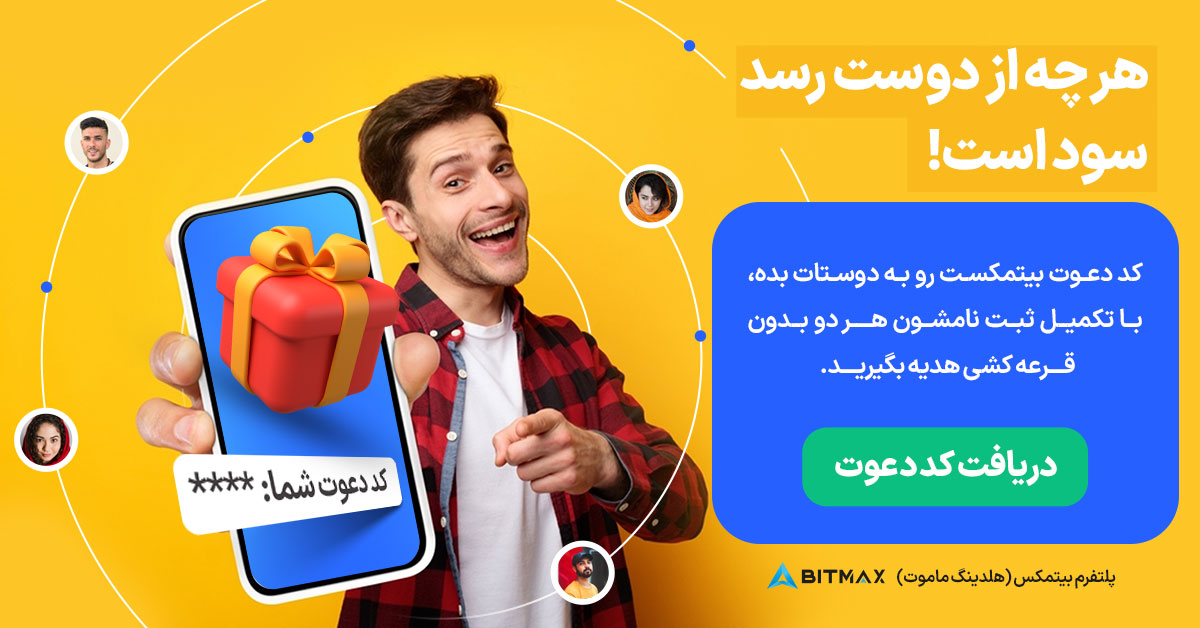 هر چه از دوست رسد
سود است!
کد دعوت بیتمکست رو به دوستات بده،
با تکمیل ثبت نامشون هر دو بدون
قرعه کشی هدیه بگیرید.
دریافت کد دعوت
کد دعوت شما: ****
پلتفرم بیتمکس (هلدینگ ماموت) BITMAX